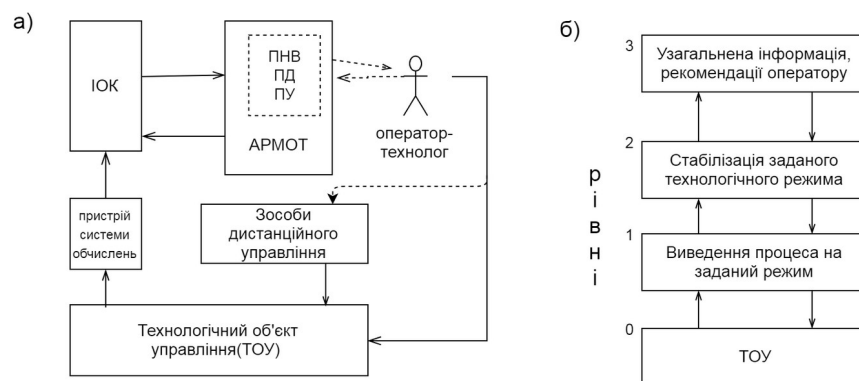 а)
ІОК
ПНВ
ПД
ПУ
АРМОТ
оператор-
технолог
пристрій
системи
обчислень
Зособи
дистанційного
управління
Технологічний об'єкт
управління(ТОУ)
б)
рівні
3
Узагальнена інформація,
рекомендації оператору
2
Стабілізація заданого
технологічного режима
1
Виведення процеса на
заданий режим
0
ТОУ